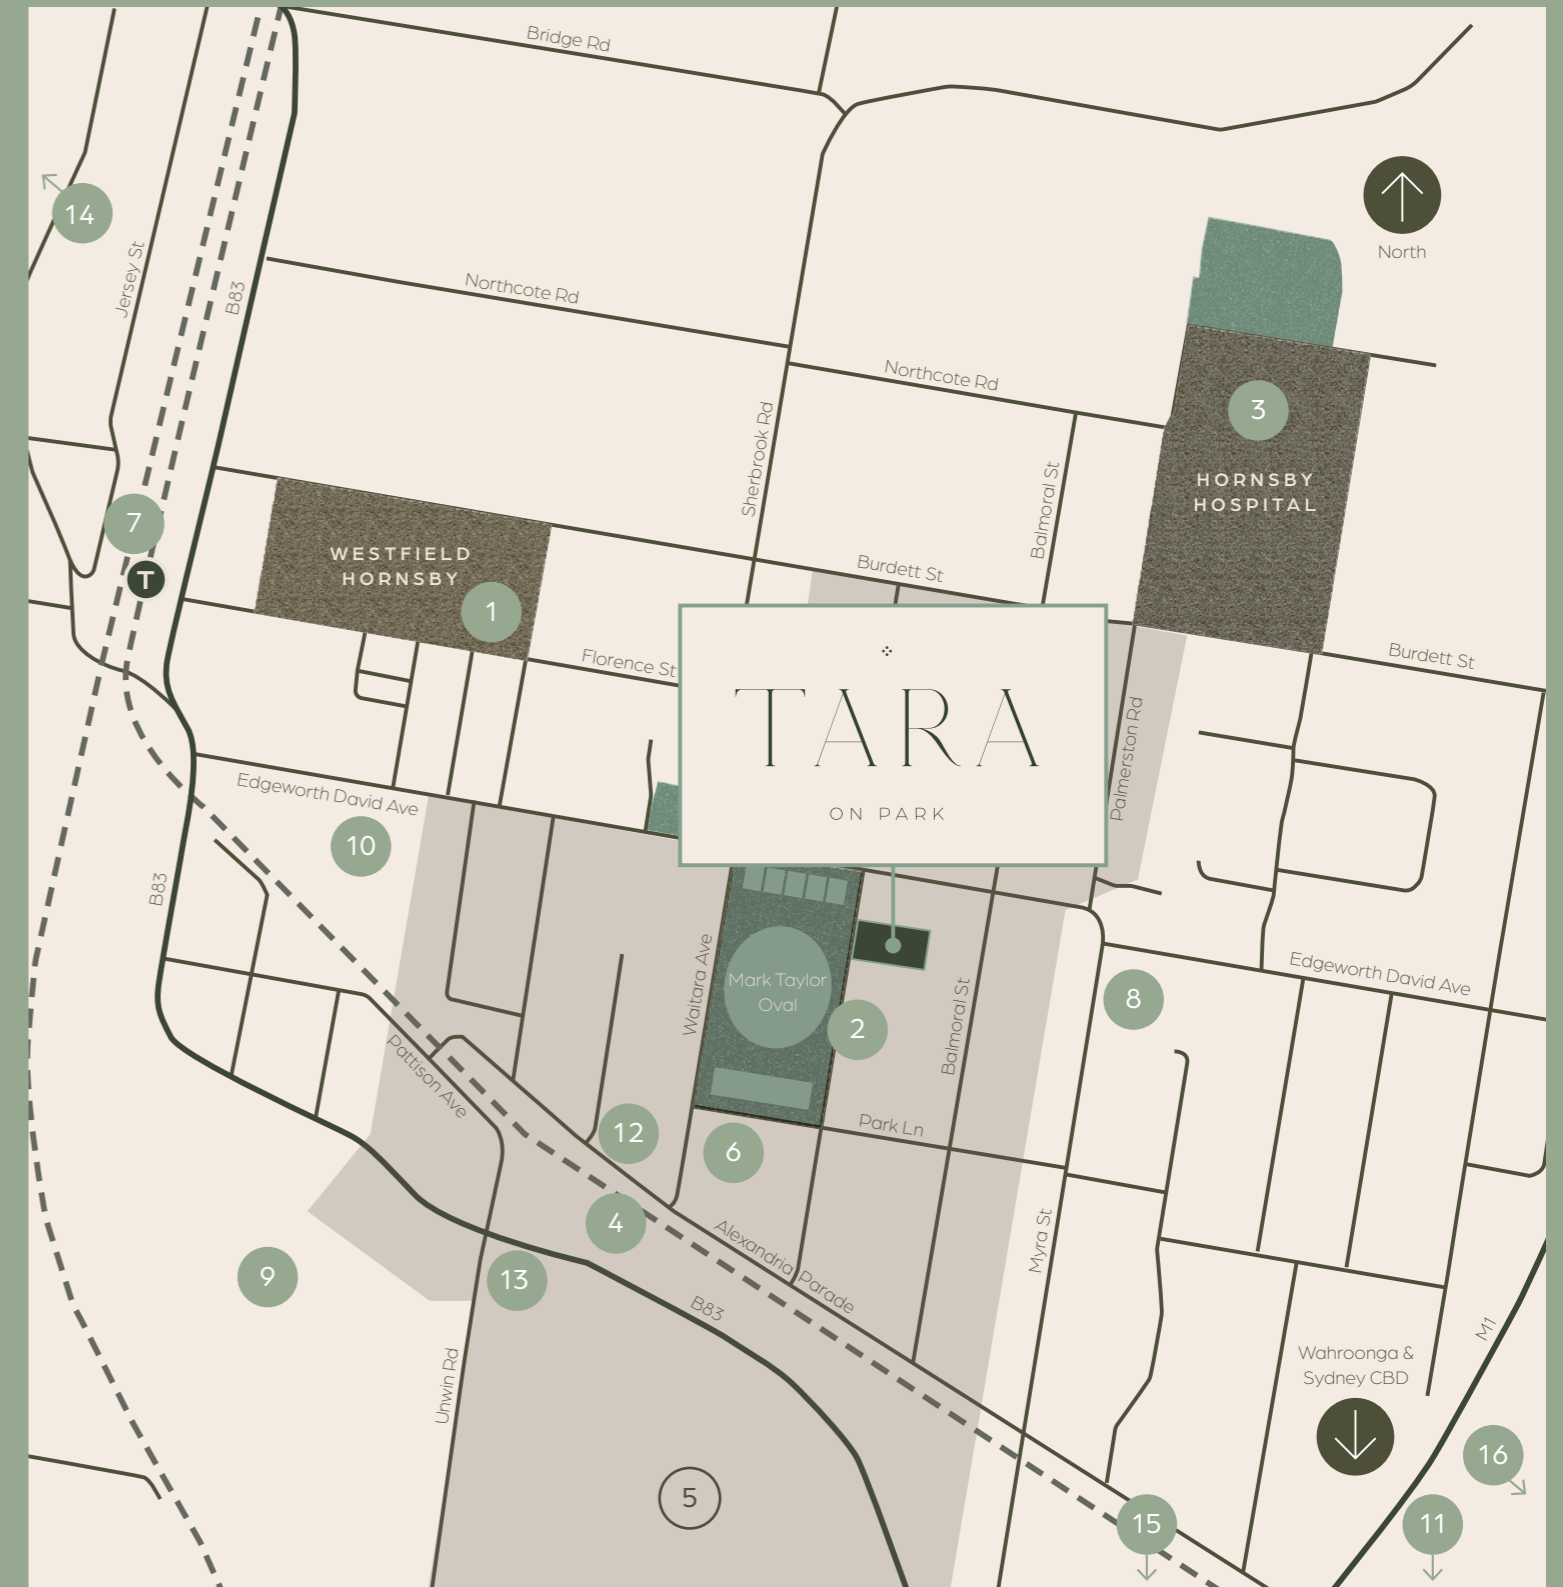 Bridge Rd
14
North
Jersey St
B83
Northcote Rd
Northcote Rd
3
HORNSBY
HOSPITAL
Sherbrook Rd
Balmoral St
7
T
WESTFIELD
HORNSBY
1
Burdett St
Florence St
Burdett St
TARA
ON PARK
Palmerston Rd
Edgeworth David Ave
10
B83
Waitara Ave
Mark Taylor
Oval
2
Balmoral St
8
Edgeworth David Ave
Pattison Ave
12
6
Park Ln
4
Alexandria Parade
Myra St
9
13
B83
Unwin Rd
M1
Wahroonga &
Sydney CBD
5
16
15
11